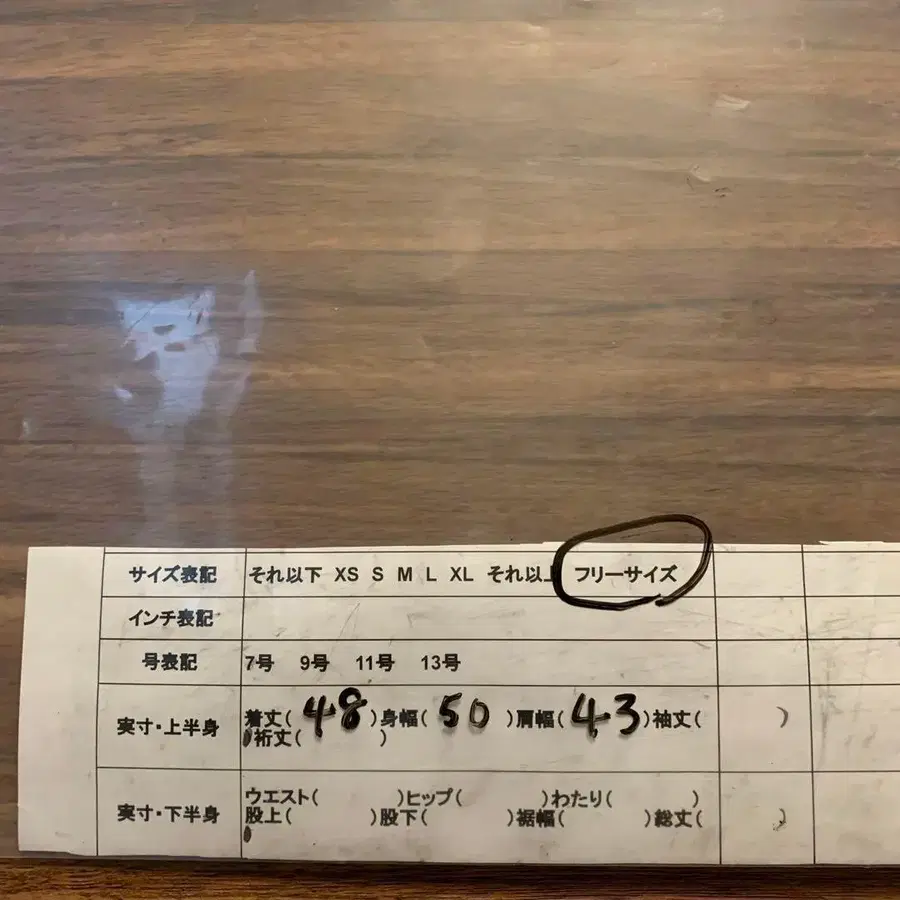 サイズ表記 それ以下 XS S M L XL それ以上 フリーサイズ
インチ表記
号表記 7号 9号 11号 13号
実寸・上半身 着丈( 48 )身幅( 50 )肩幅( 43 )袖丈( )
裄丈( )
実寸・下半身 ウエスト( )ヒップ( )わたり( )
股上( )股下( )裾幅( )総丈( )